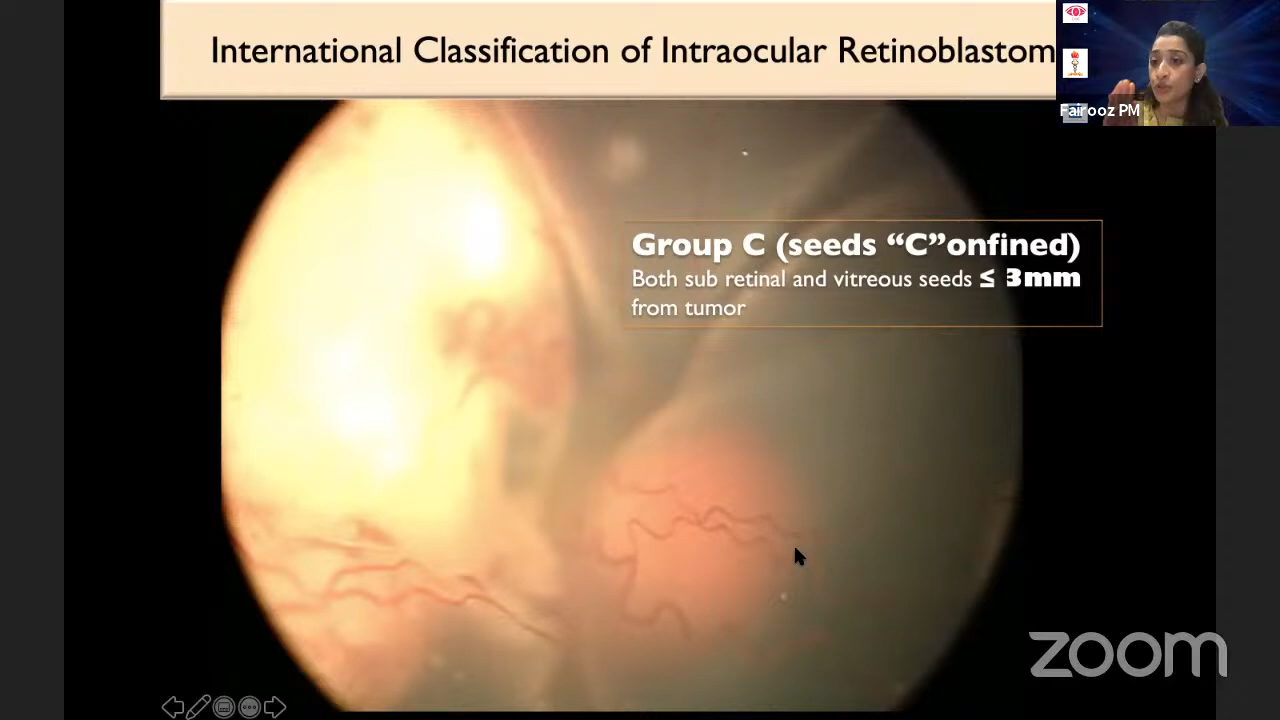 International Classification of Intraocular Retinoblastom
Fairooz PM
Group C (seeds “C”onfined)
Both sub retinal and vitreous seeds ≤ 3mm
from tumor
zoom